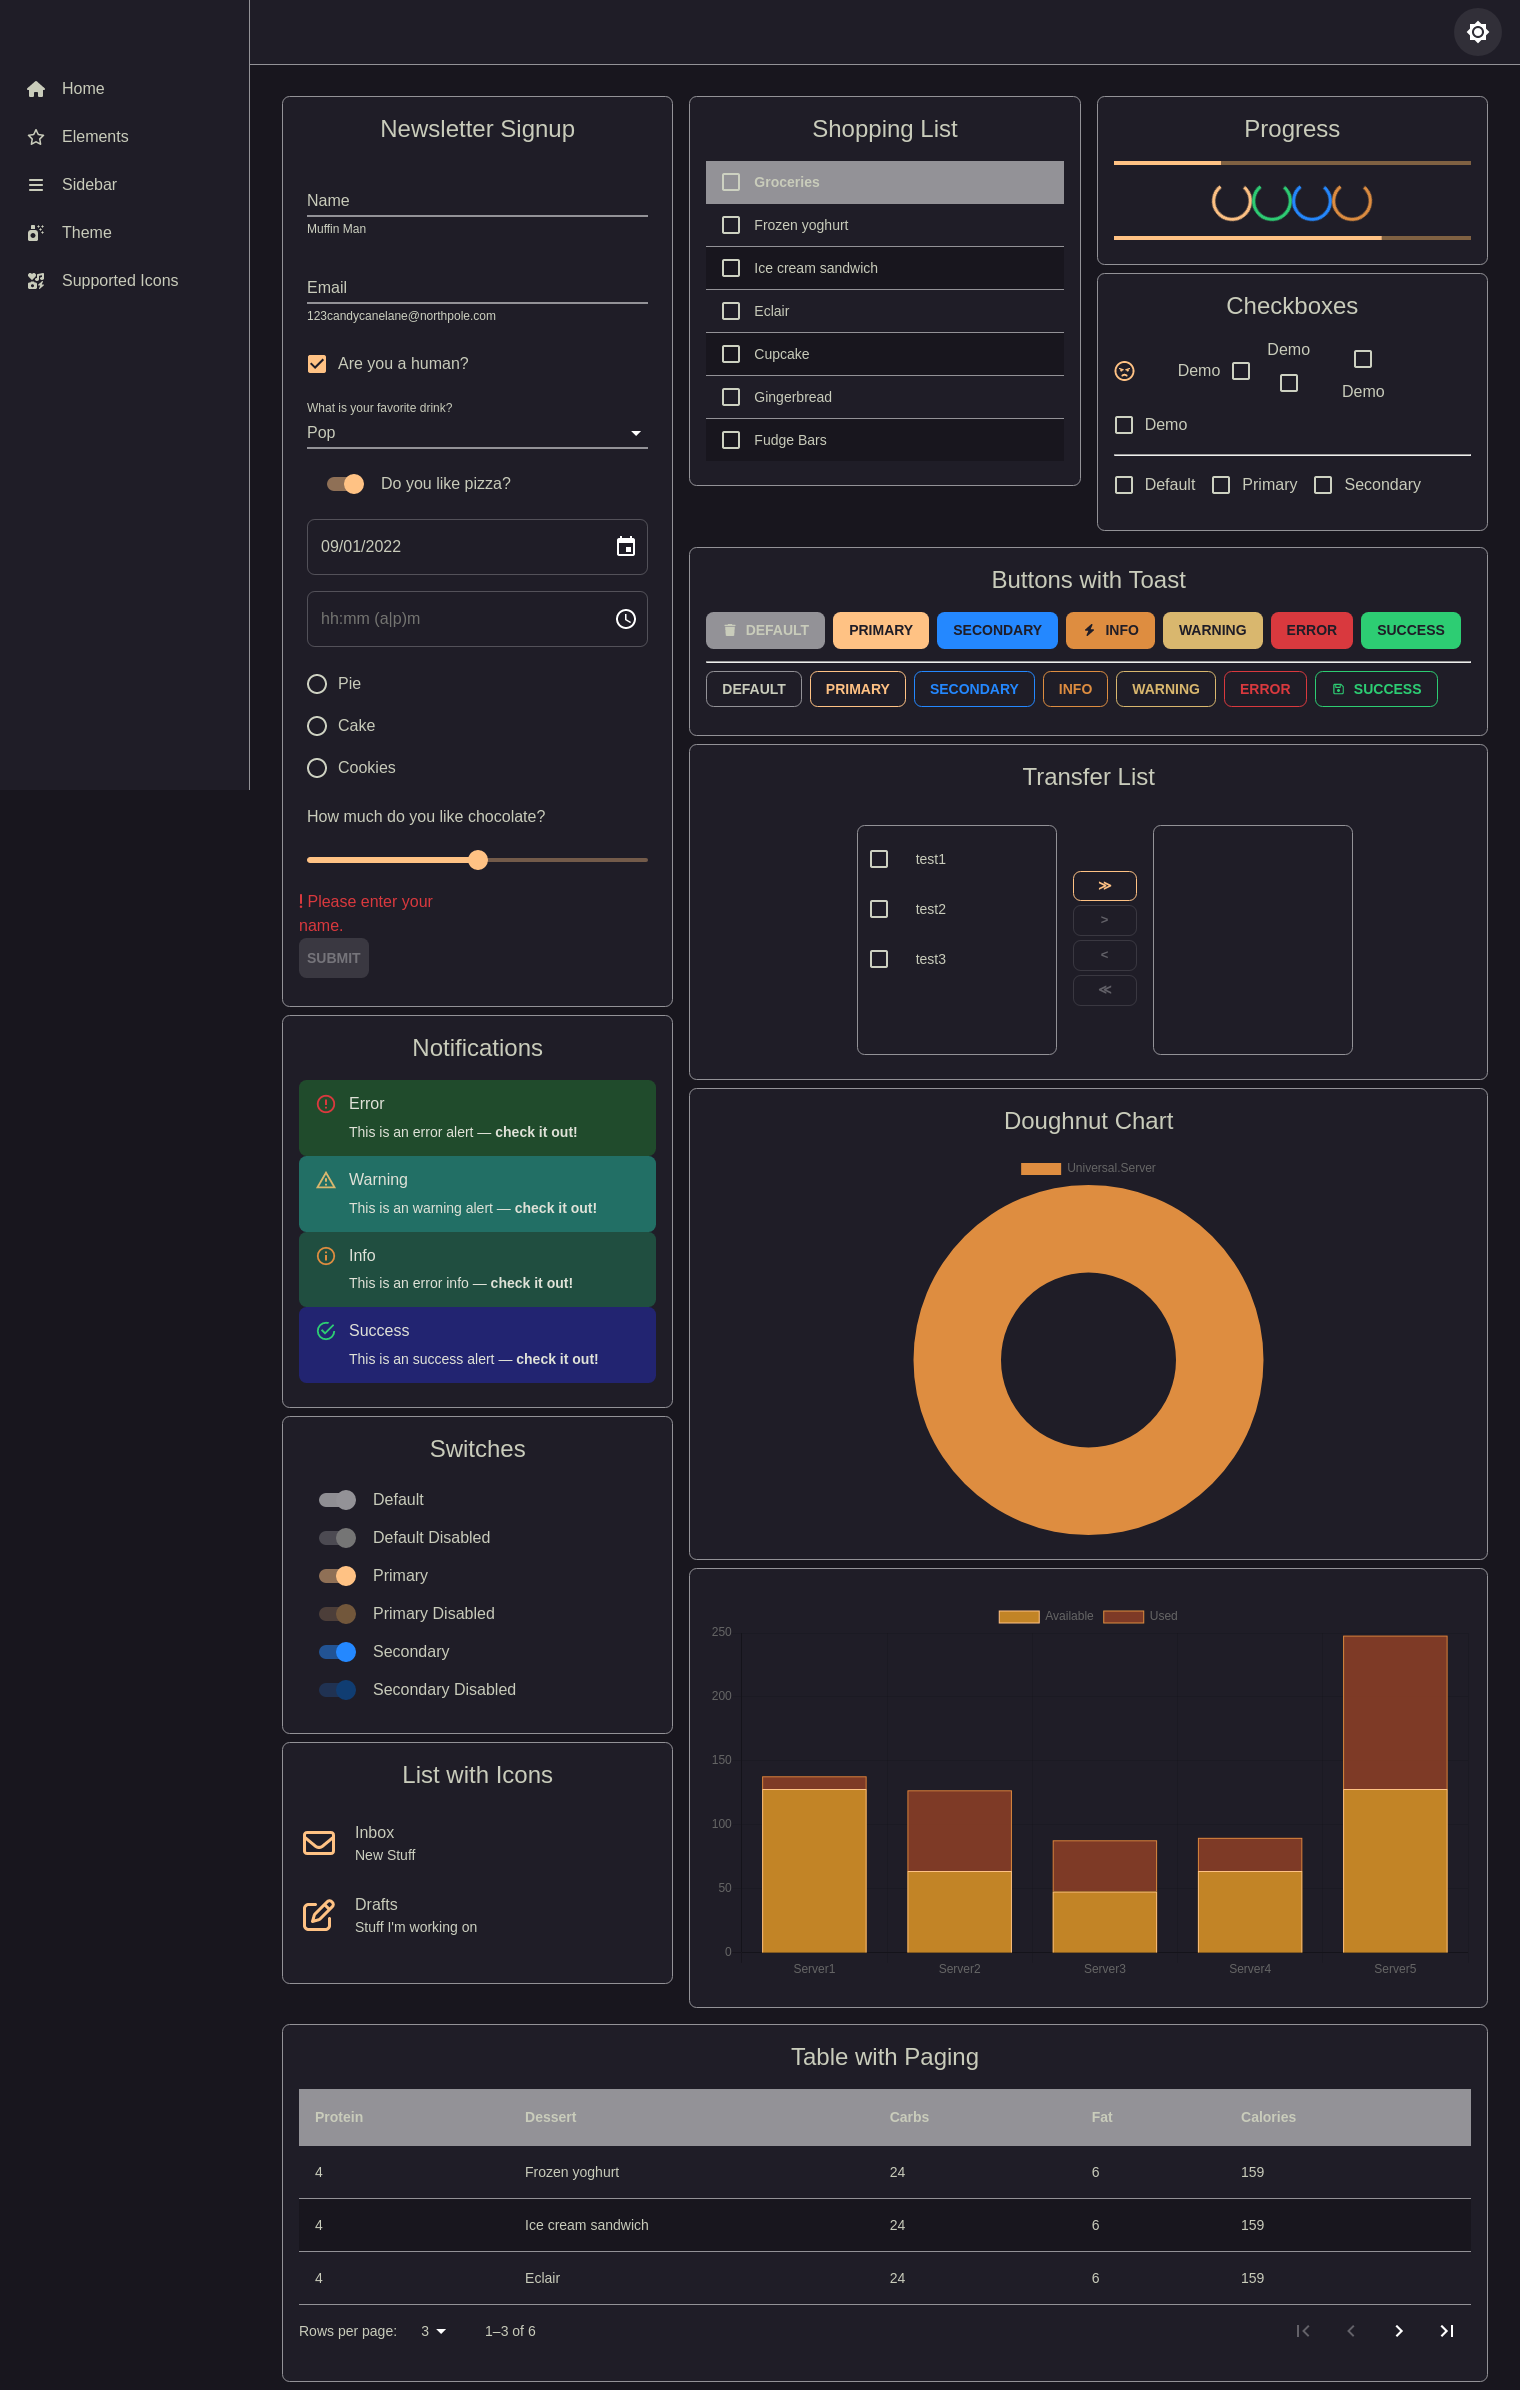 Home
Elements
Sidebar
Theme
Supported Icons
Newsletter Signup
Name
Muffin Man
Email
123candycanelane@northpole.com
Are you a human?
What is your favorite drink?
Pop
Do you like pizza?
09/01/2022
hh:mm (a|p)m
Pie
Cake
Cookies
How much do you like chocolate?
! Please enter your
name.
SUBMIT
Notifications
Error
This is an error alert — check it out!
Warning
This is an warning alert — check it out!
Info
This is an error info — check it out!
Success
This is an success alert — check it out!
Switches
Default
Default Disabled
Primary
Primary Disabled
Secondary
Secondary Disabled
List with Icons
Inbox
New Stuff
Drafts
Stuff I'm working on
Shopping List
Groceries
Frozen yoghurt
Ice cream sandwich
Eclair
Cupcake
Gingerbread
Fudge Bars
Progress
Checkboxes
Demo
Demo
Demo
Demo
Default Primary Secondary
Buttons with Toast
DEFAULT PRIMARY SECONDARY INFO WARNING ERROR SUCCESS
DEFAULT PRIMARY SECONDARY INFO WARNING ERROR SUCCESS
Transfer List
test1
test2
test3
≫
>
<
≪
Doughnut Chart
Universal.Server
Available Used
250
200
150
100
50
0
Server1 Server2 Server3 Server4 Server5
Table with Paging
Protein Dessert Carbs Fat Calories
4 Frozen yoghurt 24 6 159
4 Ice cream sandwich 24 6 159
4 Eclair 24 6 159
Rows per page: 3 1–3 of 6